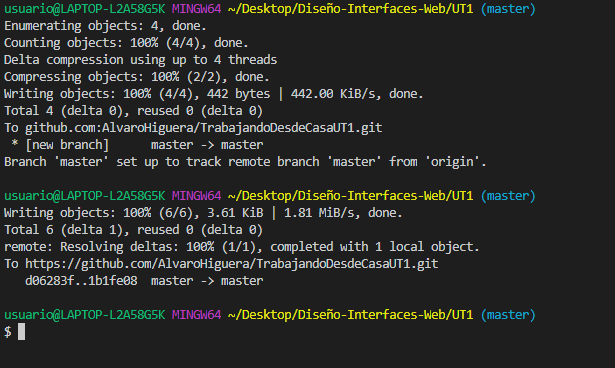 usuario@LAPTOP-L2A58G5K MINGW64 ~/Desktop/Diseño-Interfaces-Web/UT1 (master)
Enumerating objects: 4, done.
Counting objects: 100% (4/4), done.
Delta compression using up to 4 threads
Compressing objects: 100% (2/2), done.
Writing objects: 100% (4/4), 442 bytes | 442.00 KiB/s, done.
Total 4 (delta 0), reused 0 (delta 0)
To github.com:AlvaroHiguera/TrabajandoDesdeCasaUT1.git
 * [new branch]      master -> master
Branch 'master' set up to track remote branch 'master' from 'origin'.
usuario@LAPTOP-L2A58G5K MINGW64 ~/Desktop/Diseño-Interfaces-Web/UT1 (master)
Writing objects: 100% (6/6), 3.61 KiB | 1.81 MiB/s, done.
Total 6 (delta 1), reused 0 (delta 0)
remote: Resolving deltas: 100% (1/1), completed with 1 local object.
To https://github.com/AlvaroHiguera/TrabajandoDesdeCasaUT1.git
   d06283f..1b1fe08  master -> master
usuario@LAPTOP-L2A58G5K MINGW64 ~/Desktop/Diseño-Interfaces-Web/UT1 (master)
$